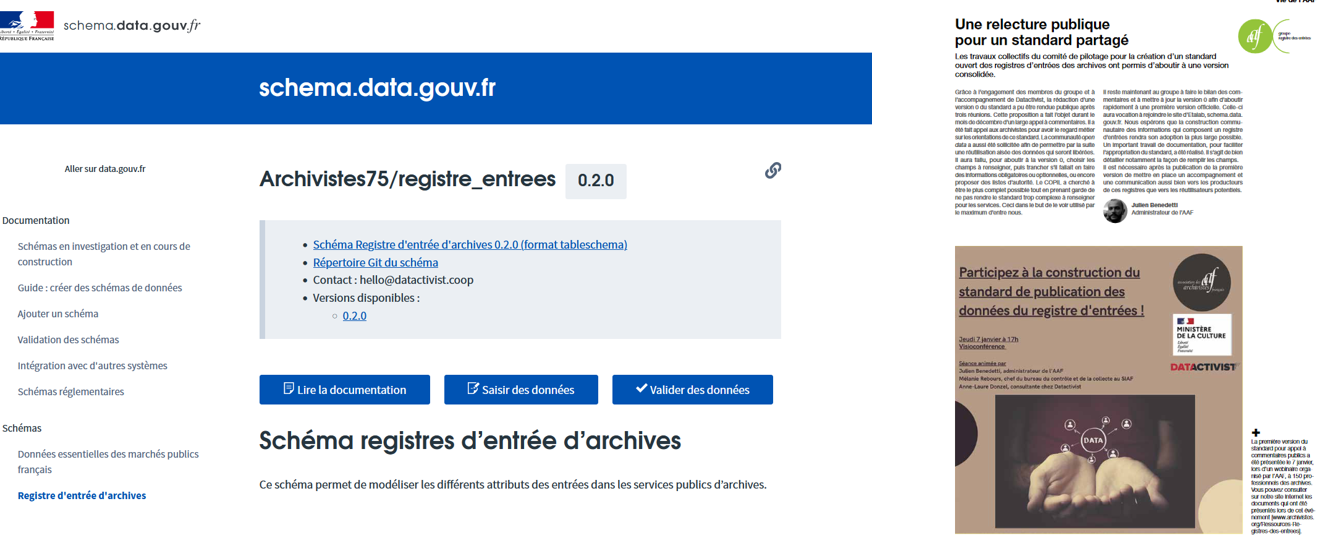 schema.data.gouv.fr
RÉPUBLIQUE FRANÇAISE
schema.data.gouv.fr
Aller sur data.gouv.fr
Documentation
Schémas en investigation et en cours de
construction
Guide : créer des schémas de données
Ajouter un schéma
Validation des schémas
Intégration avec d'autres systèmes
Schémas réglementaires
Schémas
Données essentielles des marchés publics
français
Registre d'entrée d'archives
Archivistes75/registre_entrees 0.2.0
Schéma Registre d'entrée d'archives 0.2.0 (format tableschema)
Répertoire Git du schéma
Contact : hello@datactivist.coop
Versions disponibles :
0.2.0
Lire la documentation
Saisir des données
Valider des données
Schéma registres d'entrée d'archives
Ce schéma permet de modéliser les différents attributs des entrées dans les services publics d'archives.
Vie de l'AAF
Une relecture publique
pour un standard partagé
Les travaux collectifs du comité de pilotage pour la création d'un standard
ouvert des registres d'entrées des archives ont permis d'aboutir à une version
consolidée.
aaf
groupe
registre des entrées
Grâce à l'engagement des membres du groupe et à
l'accompagnement de Datactivist, la rédaction d'une
version 0 du standard a pu être rendue publique après
trois réunions. Cette proposition a fait l'objet durant le
mois de décembre d'un large appel à commentaires. Il a
été fait appel aux archivistes pour avoir le regard métier
sur les orientations de ce standard. La communauté open
data a aussi été sollicitée afin de permettre par la suite
une réutilisation aisée des données qui seront libérées.
Il aura fallu, pour aboutir à la version 0, choisir les
champs à renseigner, puis trancher s'il fallait en faire
des informations obligatoires ou optionnelles, ou encore
proposer des listes d'autorité. Le COPIL a cherché à
être le plus complet possible tout en prenant garde de
ne pas rendre le standard trop complexe à renseigner
pour les services. Ceci dans le but de le voir utilisé par
le maximum d'entre nous.
Il reste maintenant au groupe à faire le bilan des com-
mentaires et à mettre à jour la version 0 afin d'aboutir
rapidement à une première version officielle. Celle-ci
aura vocation à rejoindre le site d'Etalab, schema.data.
gouv.fr. Nous espérons que la construction commu-
nautaire des informations qui composent un registre
d'entrées rendra son adoption la plus large possible.
Un important travail de documentation, pour faciliter
l'appropriation du standard, a été réalisé. Il s'agit de bien
détailler notamment la façon de remplir les champs.
Il est nécessaire après la publication de la première
version de mettre en place un accompagnement et
une communication aussi bien vers les producteurs
de ces registres que vers les réutilisateurs potentiels.
Julien Benedetti
Administrateur de l'AAF
Participez à la construction du
standard de publication des
données du registre d'entrées !
aaf
MINISTÈRE
DE LA CULTURE
Liberté
Égalité
Fraternité
DATACTIVIST
Jeudi 7 janvier à 17h
Visioconférence
Séance animée par
Julien Benedetti, administrateur de l'AAF
Mélanie Rebours, chef du bureau du contrôle et de la collecte au SIAF
Anne-Laure Donzel, consultante chez Datactivist
DATA
+
La première version du
standard pour appel à
commentaires publics a
été présentée le 7 janvier,
lors d'un webinaire orga
nisé par l'AAF, à 150 pro-
fessionnels des archives.
Vous pouvez consulter
sur notre site Internet les
documents qui ont été
présentés lors de cet évé-
nement [www.archivistes.
org/Ressources-Re-
gistres-des-entrees].